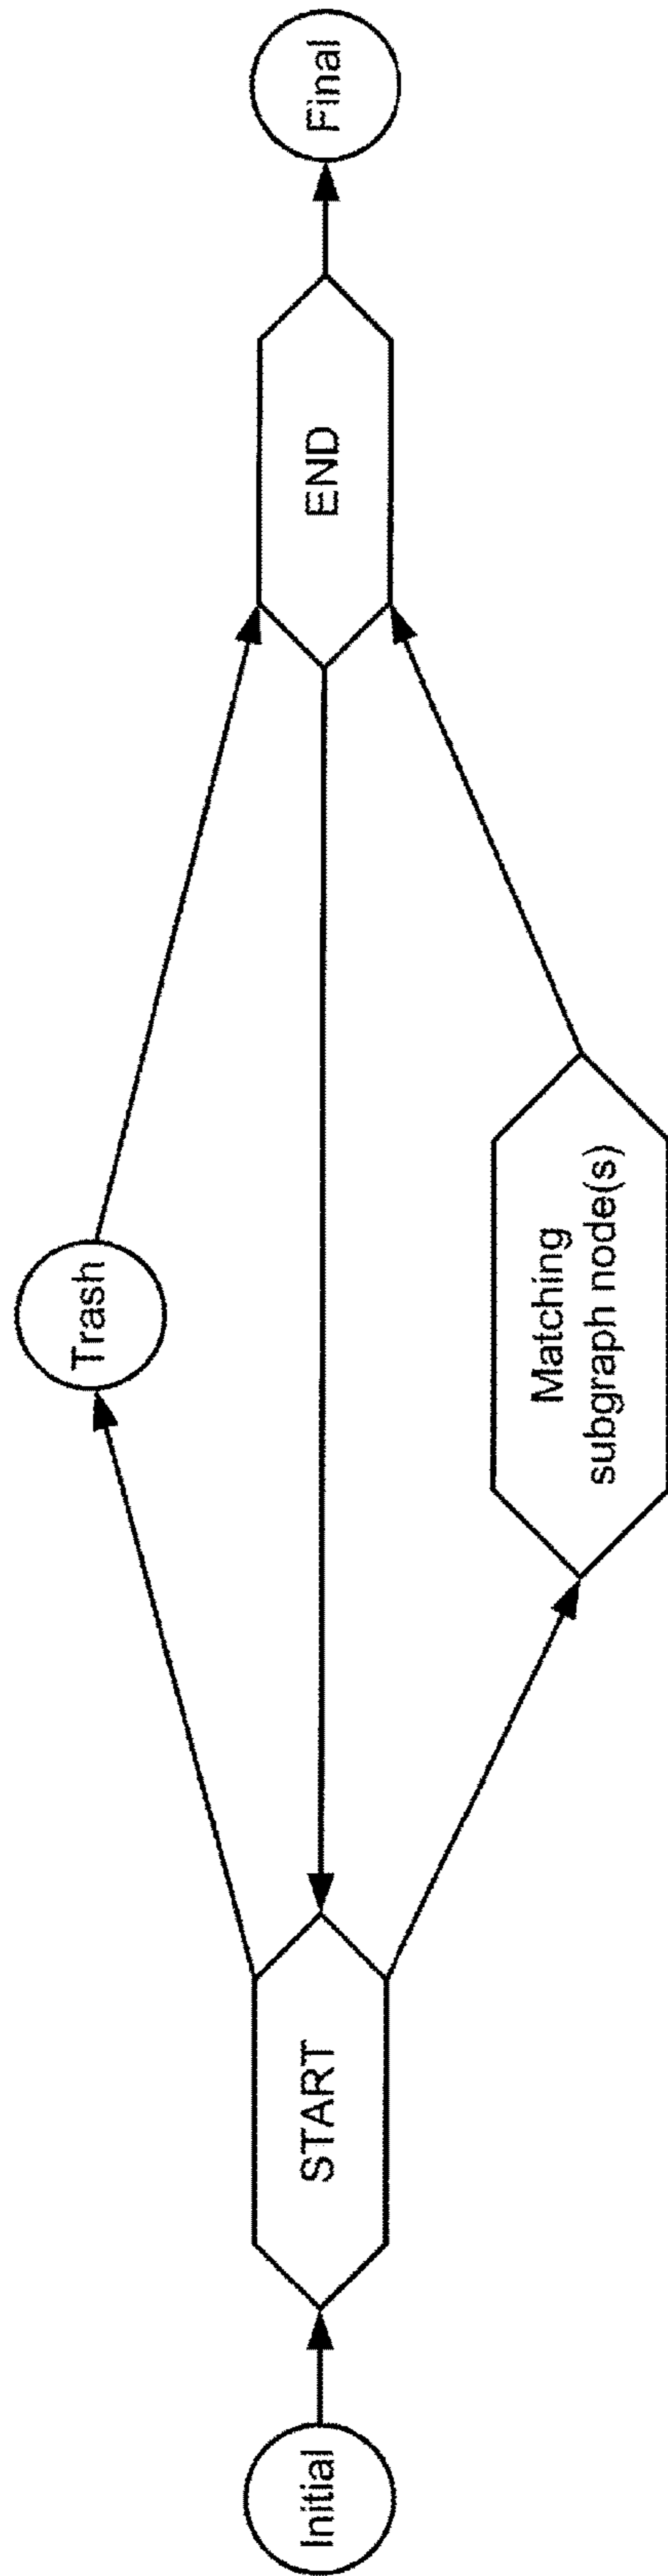 Initial
START
Trash
Matching
subgraph node(s)
END
Final